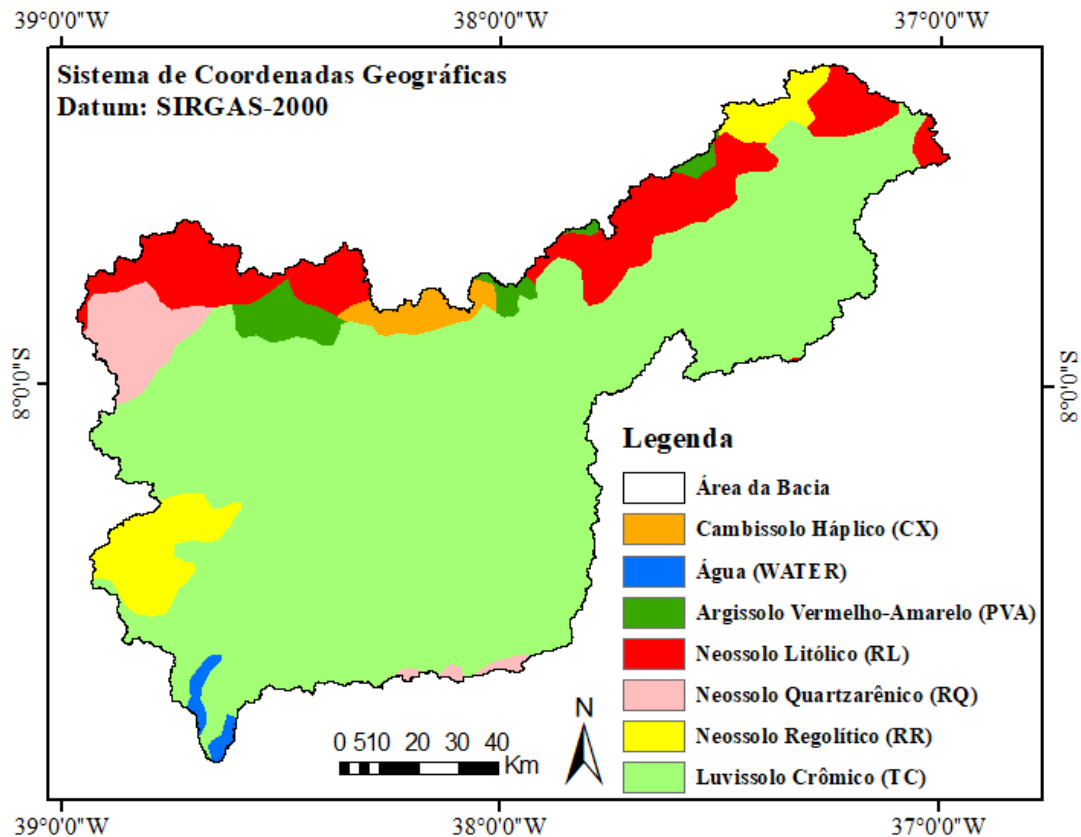 39°0'0"W 38°0'0"W 37°0'0"W
Sistema de Coordenadas Geográficas
Datum: SIRGAS-2000
8°0'0"S
8°0'0"S
Legenda
Área da Bacia
Cambissolo Háplico (CX)
Água (WATER)
Argissolo Vermelho-Amarelo (PVA)
Neossolo Litólico (RL)
Neossolo Quartzarênico (RQ)
Neossolo Regolítico (RR)
Luvissolo Crômico (TC)
N
0 5 10 20 30 40
Km
39°0'0"W 38°0'0"W 37°0'0"W